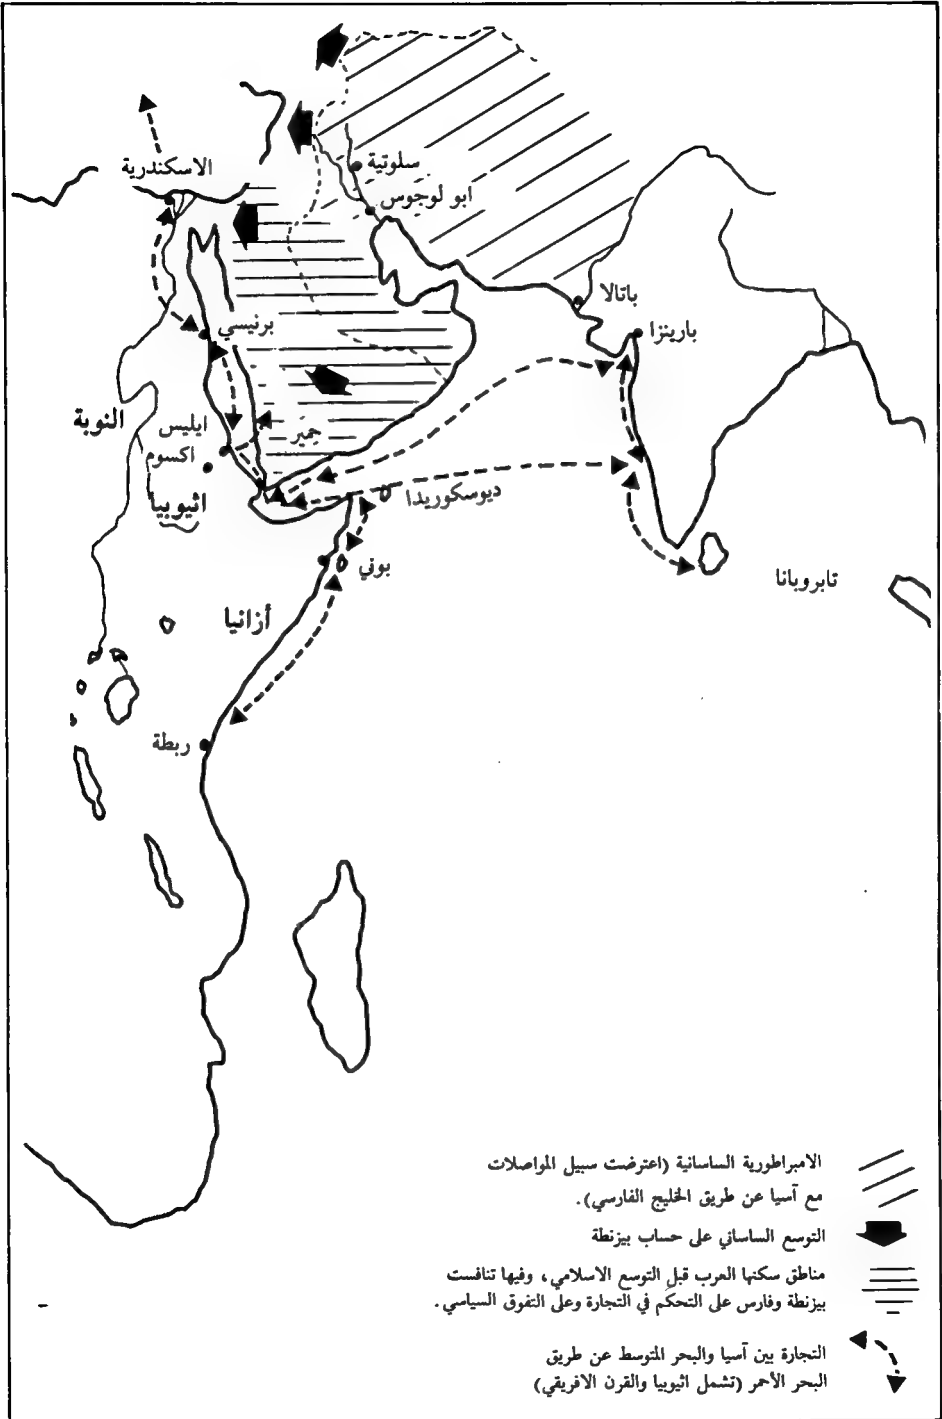 الاسكندرية
سلوتية
ابو لوجوس
باتالا
بارينزا
برنيسي
النوبة
ايليس
اكسوم
حمير
اثيوبيا
ديوسكوريدا
بوني
تابروبانا
أزانيا
ربطة
الامبراطورية الساسانية (اعترضت سبيل المواصلات
مع آسيا عن طريق الخليج الفارسي).
التوسع الساساني على حساب بيزنطة
مناطق سكنها العرب قبل التوسع الاسلامي، وفيها تنافست
بيزنطة وفارس على التحكم في التجارة وعلى التفوق السياسي.
التجارة بين آسيا والبحر المتوسط عن طريق
البحر الأحمر (تشمل اثيوبيا والقرن الافريقي)